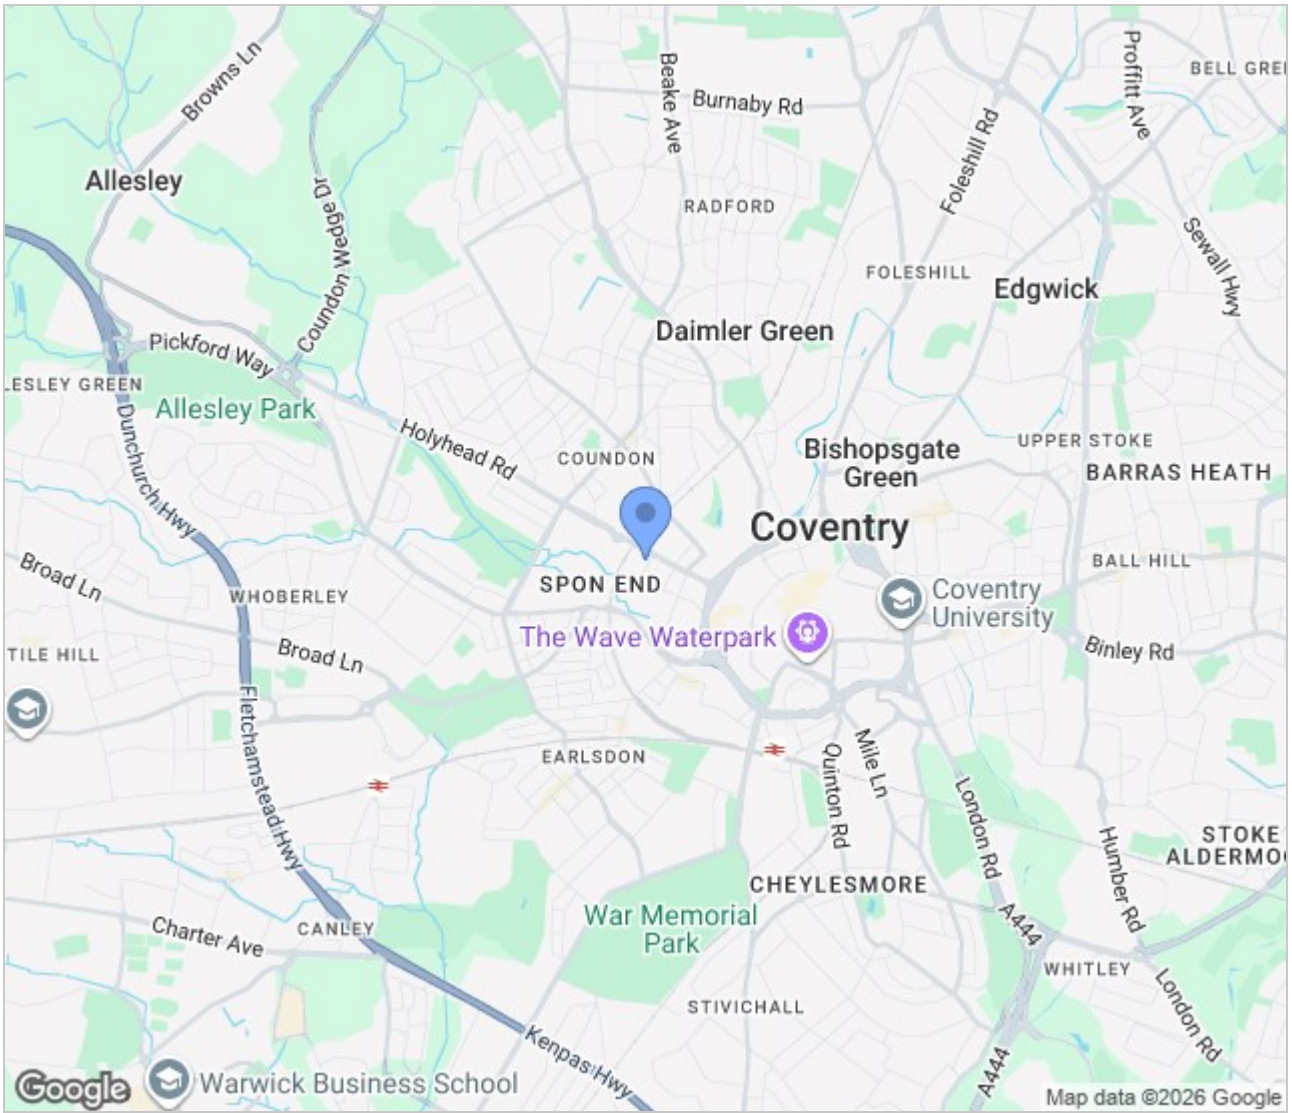 Browns Ln
Beake Ave
Burnaby Rd
Proffitt Ave
BELL GREE
Foleshill Rd
Allesley
Coundon Wedge Dr
RADFORD
Sewall Hwy
FOLESHILL
Edgwick
Daimler Green
Pickford Way
LESLEY GREEN
Allesley Park
Dunchurch Hwy
Holyhead Rd
COUNDON
Bishopsgate
Green
UPPER STOKE
BARRAS HEATH
Coventry
Broad Ln
SPON END
BALL HILL
WHOBERLEY
Coventry
University
The Wave Waterpark
TILE HILL
Broad Ln
Binley Rd
Fletchamstead Hwy
EARLSDON
Mile Ln
Quinton Rd
London Rd
STOKE
ALDERMO
Humber Rd
CHEYLESMORE
War Memorial
Park
Charter Ave
CANLEY
A444
WHITLEY
STIVICHALL
London Rd
Kenpas Hwy
A444
Google
Warwick Business School
Map data ©2026 Google